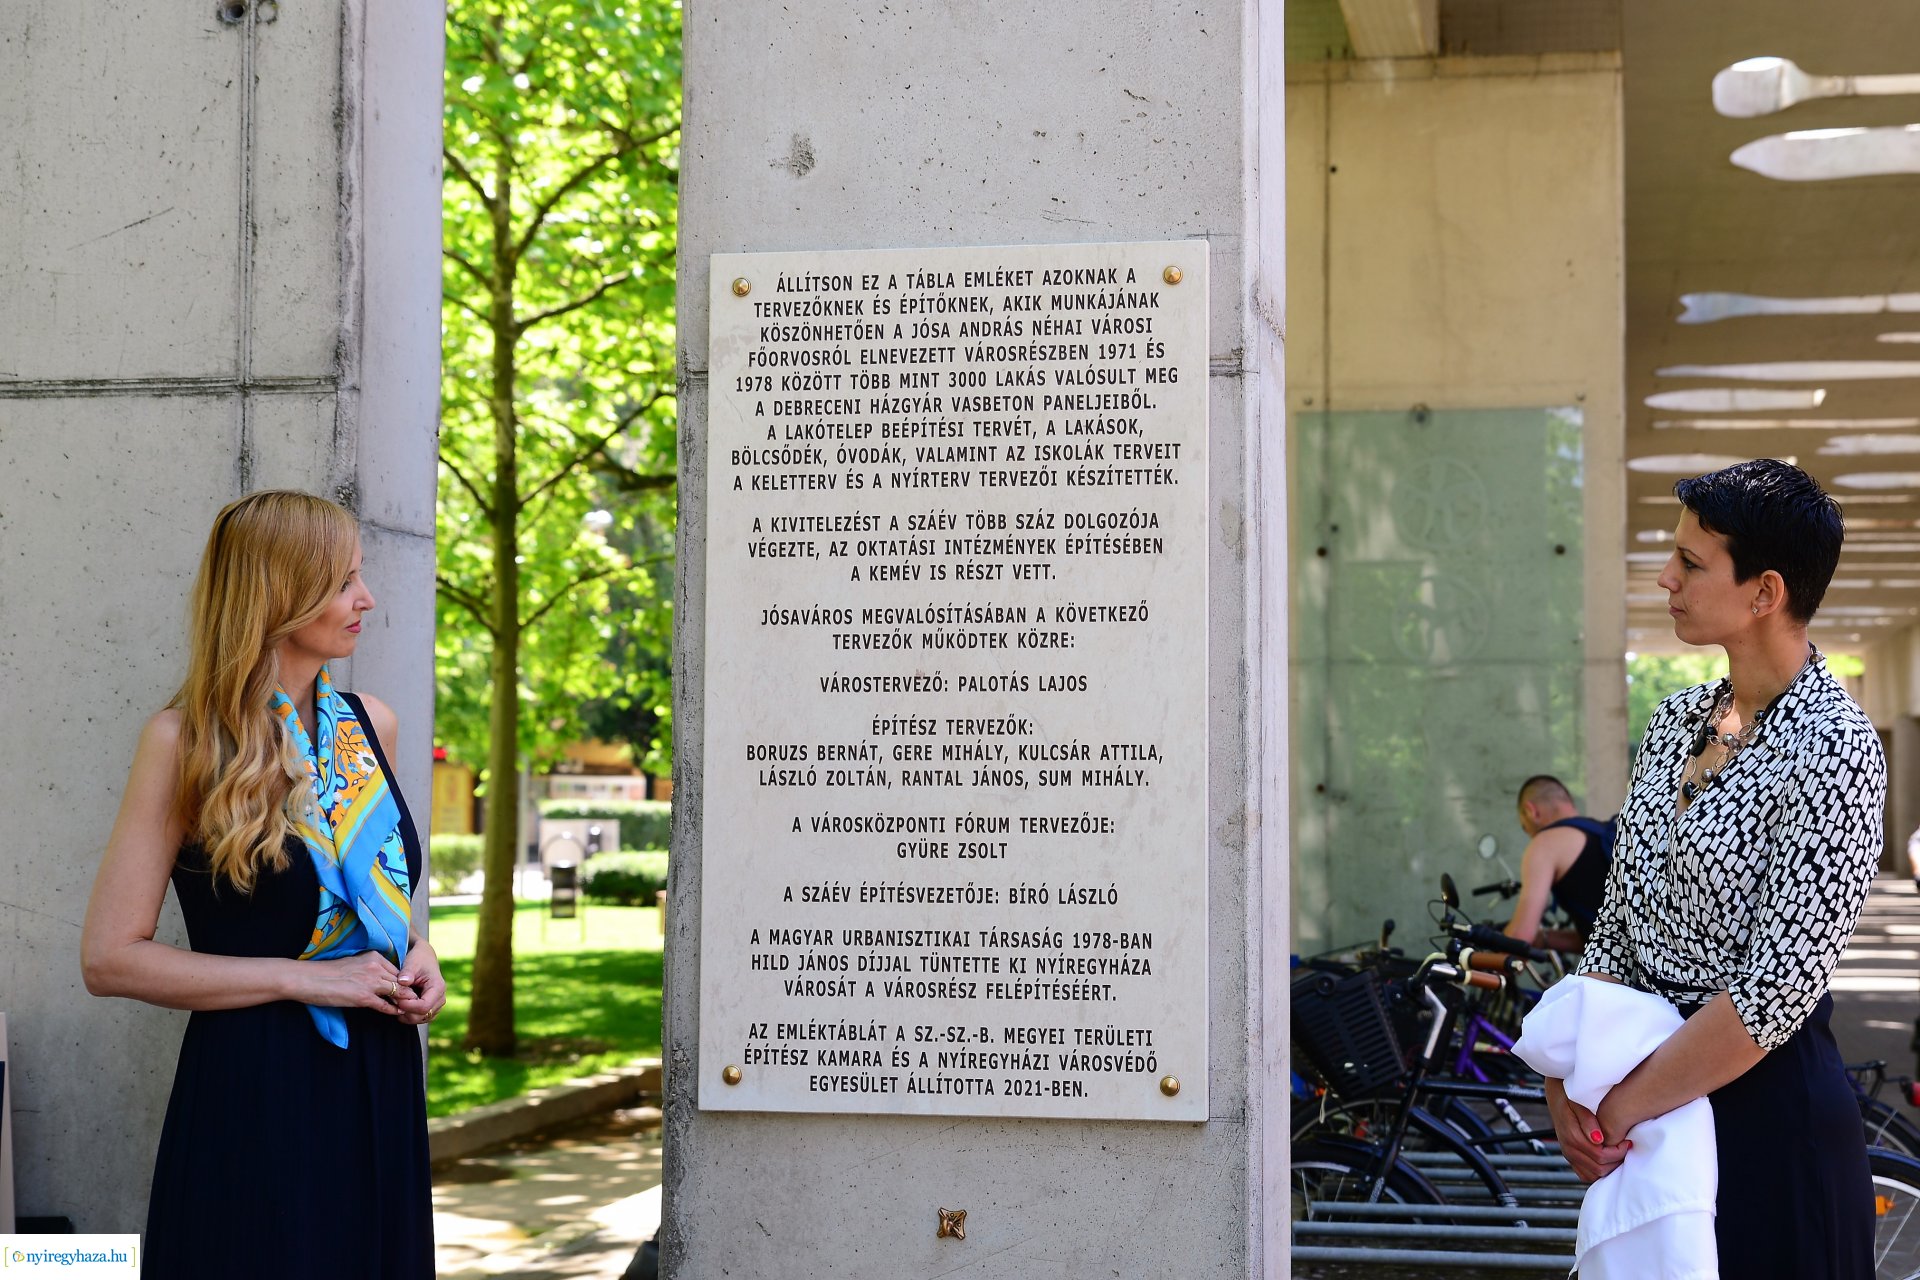 ÁLLÍTSON EZ A TÁBLA EMLÉKET AZOKNAK A
TERVEZŐKNEK ÉS ÉPÍTŐKNEK, AKIK MUNKÁJÁNAK
KÖSZÖNHETŐEN A JÓSA ANDRÁS NÉHAI VÁROSI
FŐORVOSRÓL ELNEVEZETT VÁROSRÉSZBEN 1971 ÉS
1978 KÖZÖTT TÖBB MINT 3000 LAKÁS VALÓSULT MEG
A DEBRECENI HÁZGYÁR VASBETON PANELJEIBŐL.
A LAKÓTELEP BEÉPÍTÉSI TERVÉT, A LAKÁSOK,
BÖLCSŐDÉK, ÓVODÁK, VALAMINT AZ ISKOLÁK TERVEIT
A KELETTERV ÉS A NYÍRTERV TERVEZŐI KÉSZÍTETTÉK.
A KIVITELEZÉST A SZÁÉV TÖBB SZÁZ DOLGOZÓJA
VÉGEZTE, AZ OKTATÁSI INTÉZMÉNYEK ÉPÍTÉSÉBEN
A KEMÉV IS RÉSZT VETT.
JÓSAVÁROS MEGVALÓSÍTÁSÁBAN A KÖVETKEZŐ
TERVEZŐK MŰKÖDTEK KÖZRE:
VÁROSTERVEZŐ: PALOTÁS LAJOS
ÉPÍTÉSZ TERVEZŐK:
BORUZS BERNÁT, GERE MIHÁLY, KULCSÁR ATTILA,
LÁSZLÓ ZOLTÁN, RANTAL JÁNOS, SUM MIHÁLY.
A VÁROSKÖZPONTI FÓRUM TERVEZŐJE:
GYÜRE ZSOLT
A SZÁÉV ÉPÍTÉSVEZETŐJE: BÍRÓ LÁSZLÓ
A MAGYAR URBANISZTIKAI TÁRSASÁG 1978-BAN
HILD JÁNOS DÍJJAL TÜNTETTE KI NYÍREGYHÁZA
VÁROSÁT A VÁROSRÉSZ FELÉPÍTÉSÉÉRT.
AZ EMLÉKTÁBLÁT A SZ.-SZ.-B. MEGYEI TERÜLETI
ÉPÍTÉSZ KAMARA ÉS A NYÍREGYHÁZI VÁROSVÉDŐ
EGYESÜLET ÁLLÍTOTTA 2021-BEN.
nyiregyhaza.hu